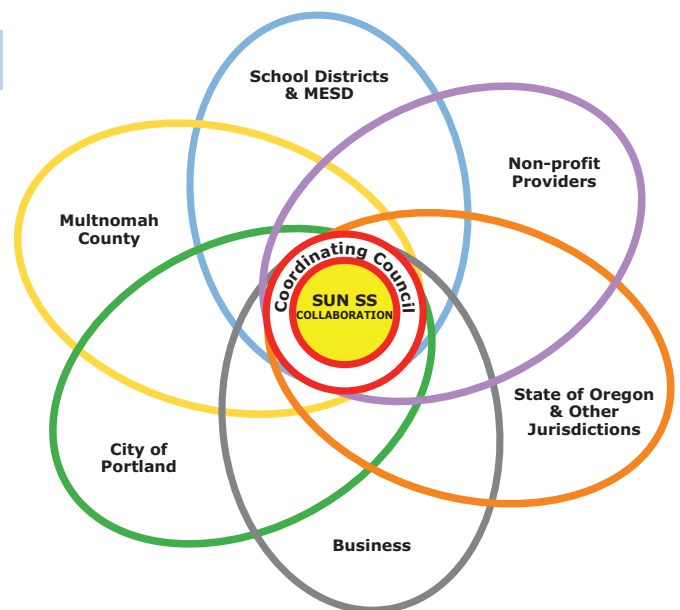 School Districts
& MESD
Non-profit
Providers
Multnomah
County
Coordinating Council
SUN SS
COLLABORATION
State of Oregon
& Other
Jurisdictions
City of
Portland
Business